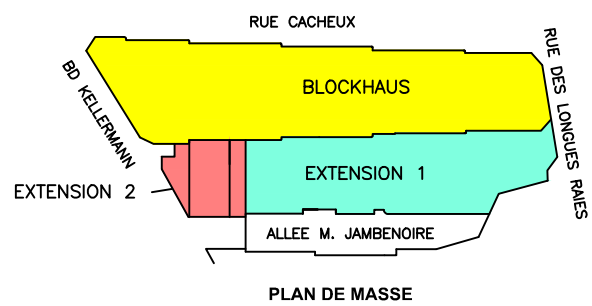 RUE CACHEUX
BD KELLERMANN
BLOCKHAUS
RUE DES LONGUES RAIES
EXTENSION 1
EXTENSION 2
ALLEE M. JAMBENOIRE
PLAN DE MASSE